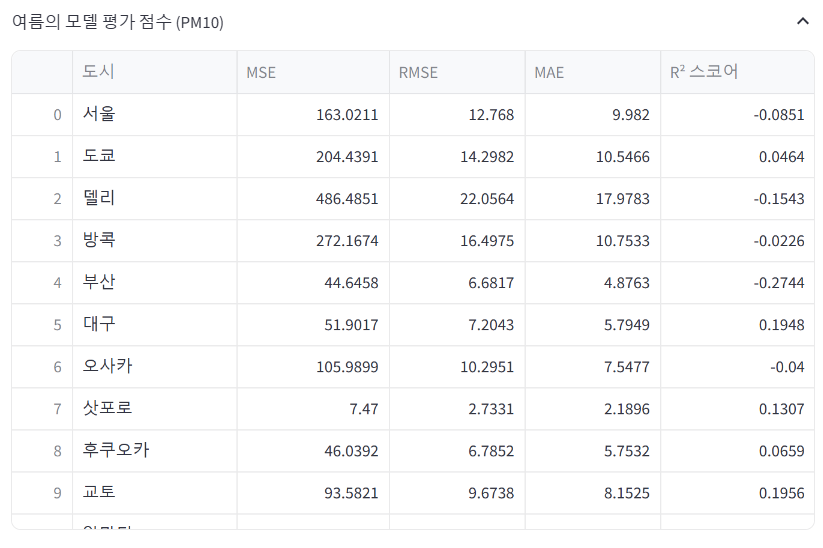 여름의 모델 평가 점수 (PM10)
도시 MSE RMSE MAE R² 스코어
0 서울 163.0211 12.768 9.982 -0.0851
1 도쿄 204.4391 14.2982 10.5466 0.0464
2 델리 486.4851 22.0564 17.9783 -0.1543
3 방콕 272.1674 16.4975 10.7533 -0.0226
4 부산 44.6458 6.6817 4.8763 -0.2744
5 대구 51.9017 7.2043 5.7949 0.1948
6 오사카 105.9899 10.2951 7.5477 -0.04
7 삿포로 7.47 2.7331 2.1896 0.1307
8 후쿠오카 46.0392 6.7852 5.7532 0.0659
9 교토 93.5821 9.6738 8.1525 0.1956